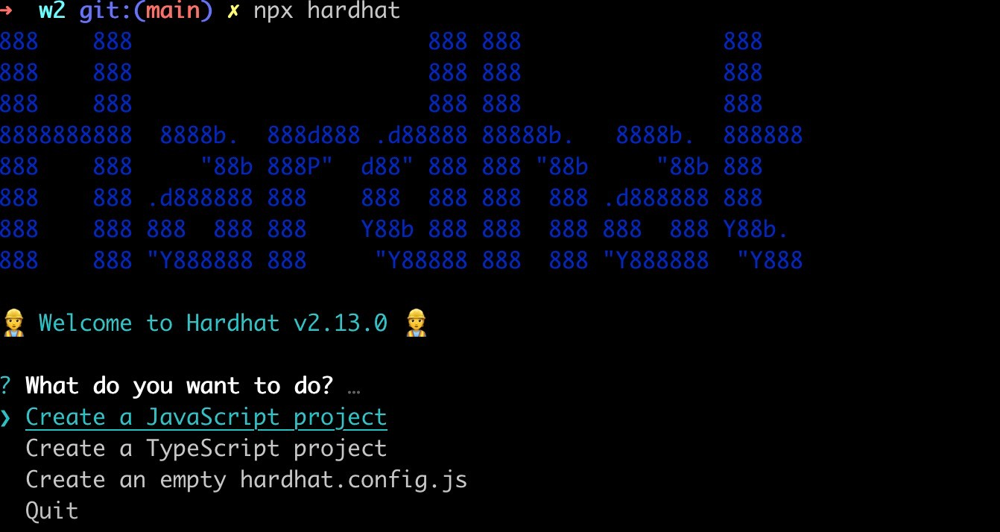 → w2 git:(main) ✗ npx hardhat
888    888                      888 888               888
888    888                      888 888               888
888    888                      888 888               888
8888888888  8888b.  888d888 .d88888 88888b.   8888b.  888888
888    888     "88b 888P"  d88" 888 888 "88b     "88b 888
888    888 .d888888 888    888  888 888  888 .d888888 888
888    888 888  888 888    Y88b 888 888  888 888  888 Y88b.
888    888 "Y888888 888     "Y88888 888  888 "Y888888  "Y888
👷 Welcome to Hardhat v2.13.0 👷
? What do you want to do? …
❯ Create a JavaScript project
Create a TypeScript project
Create an empty hardhat.config.js
Quit